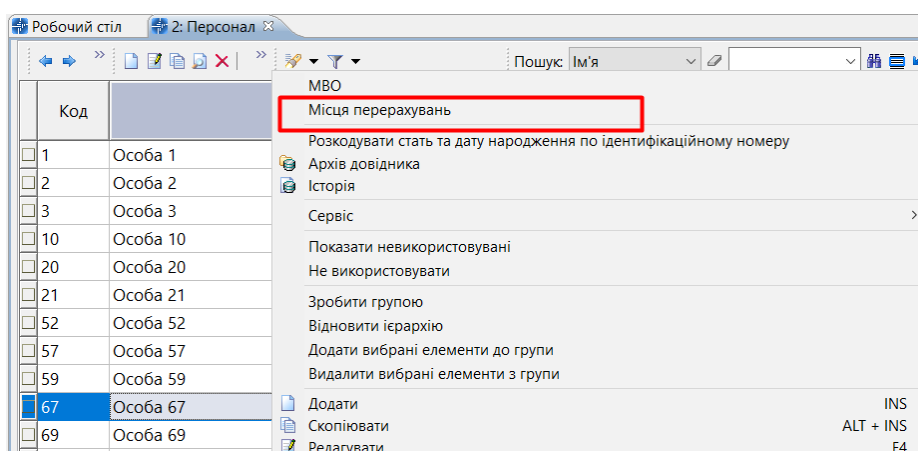 Робочий стіл 2: Персонал
Пошук: Ім'я
Код
1 Особа 1
2 Особа 2
3 Особа 3
10 Особа 10
20 Особа 20
21 Особа 21
52 Особа 52
57 Особа 57
59 Особа 59
67 Особа 67
69 Особа 69
МВО
Місця перерахувань
Розкодувати стать та дату народження по ідентифікаційному номеру
Архів довідника
Історія
Сервіс
Показати невикористовувані
Не використовувати
Зробити групою
Відновити ієрархію
Додати вибрані елементи до групи
Видалити вибрані елементи з групи
Додати INS
Скопіювати ALT + INS
Редагувати F4